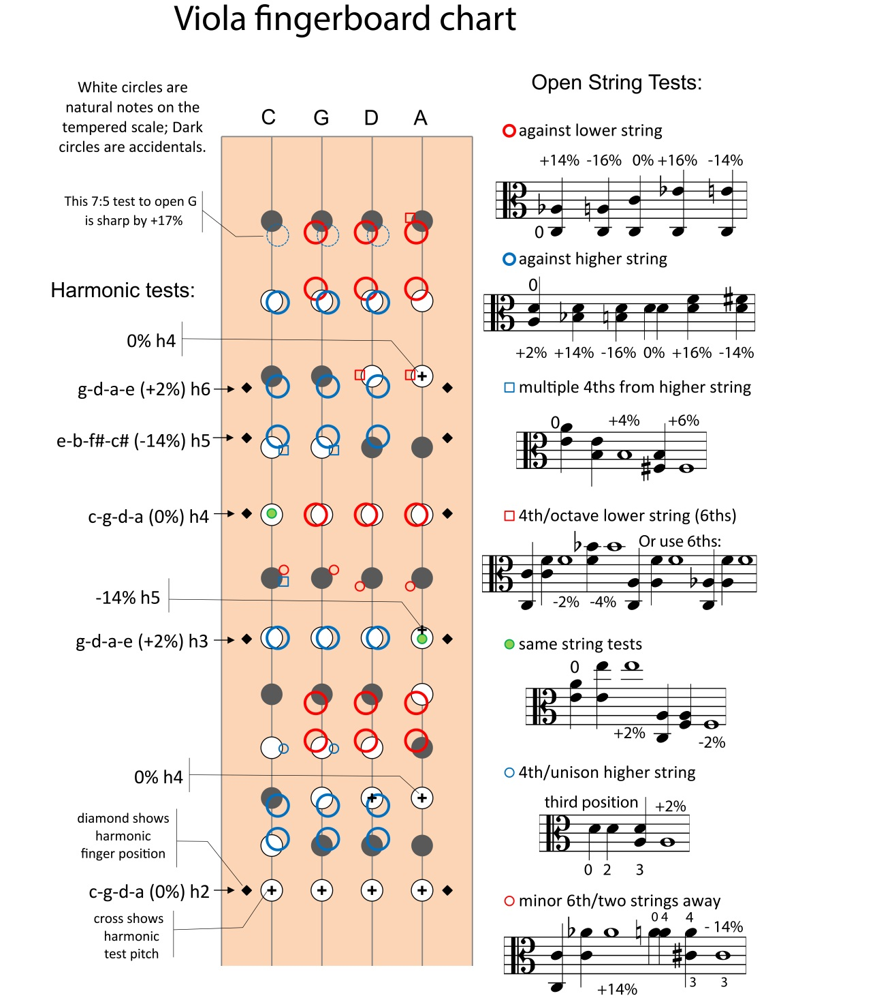 Viola fingerboard chart
White circles are
natural notes on the
tempered scale; Dark
circles are accidentals.
C G D A
This 7:5 test to open G
is sharp by +17%
Harmonic tests:
0% h4
g-d-a-e (+2%) h6
e-b-f#-c# (-14%) h5
c-g-d-a (0%) h4
-14% h5
g-d-a-e (+2%) h3
0% h4
diamond shows
harmonic
finger position
c-g-d-a (0%) h2
cross shows
harmonic
test pitch
Open String Tests:
against lower string
+14% -16% 0% +16% -14%
0
against higher string
0
+2% +14% -16% 0% +16% -14%
multiple 4ths from higher string
0 +4% +6%
4th/octave lower string (6ths)
Or use 6ths:
-2% -4%
same string tests
0
+2%
-2%
4th/unison higher string
third position +2%
0 2 3
minor 6th/two strings away
0 4 4
- 14%
3 3
+14%